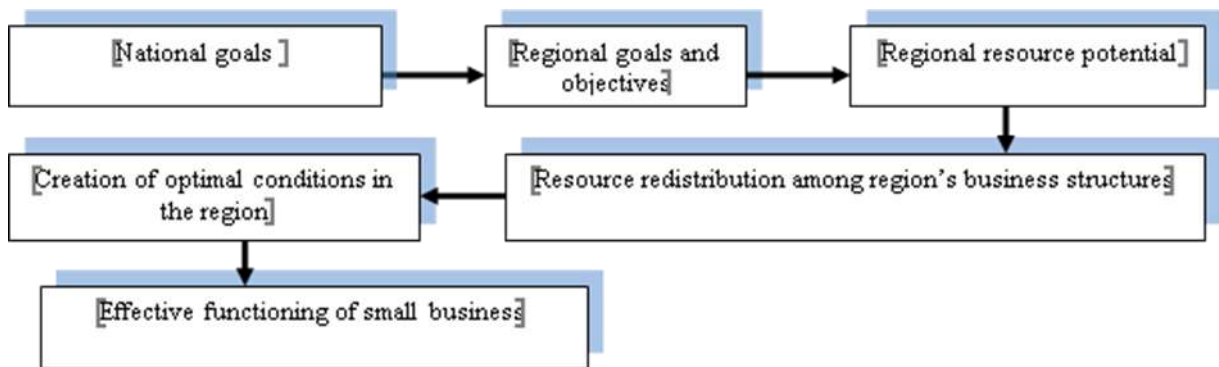 [National goals ]
[Regional goals and
objectives]
[Regional resource potential]
[Resource redistribution among region's business structures]
[Creation of optimal conditions in
the region]
[Effective functioning of small business]